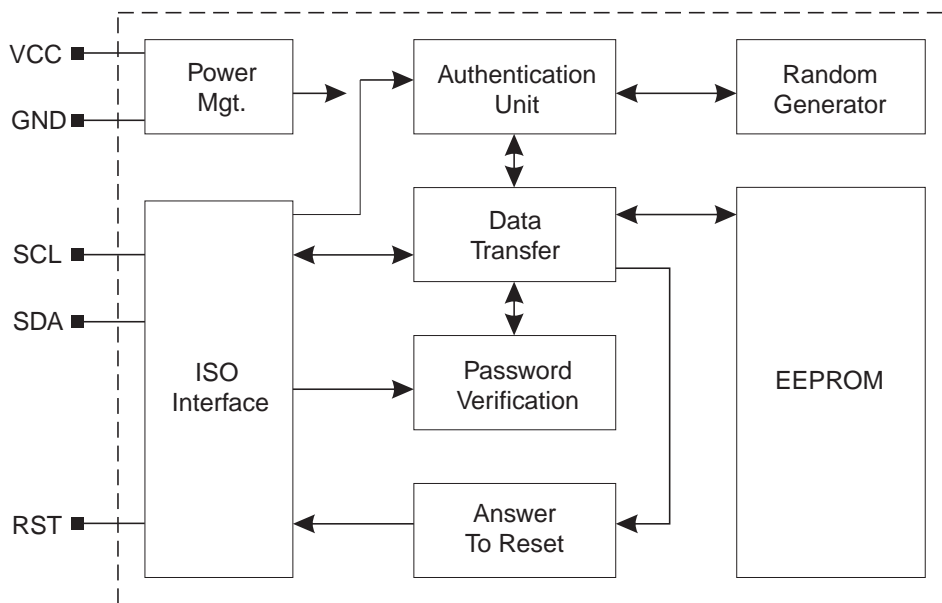 VCC
GND
SCL
SDA
RST
Power
Mgt.
Authentication
Unit
Random
Generator
ISO
Interface
Data
Transfer
Password
Verification
Answer
To Reset
EEPROM